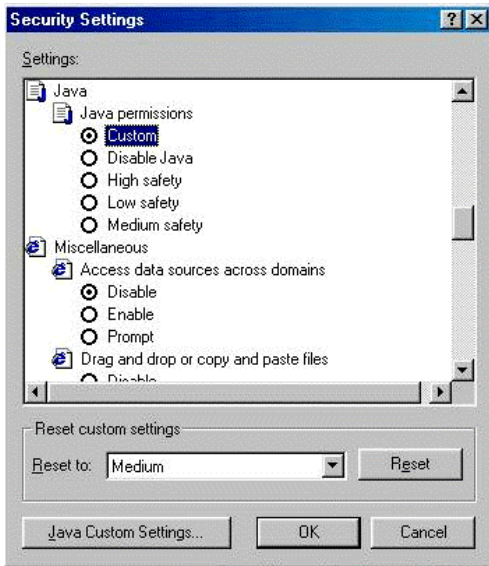 Security Settings
Settings:
Java
Java permissions
Custom
Disable Java
High safety
Low safety
Medium safety
Miscellaneous
Access data sources across domains
Disable
Enable
Prompt
Drag and drop or copy and paste files
Disable
Reset custom settings
Reset to: Medium Reset
Java Custom Settings... OK Cancel